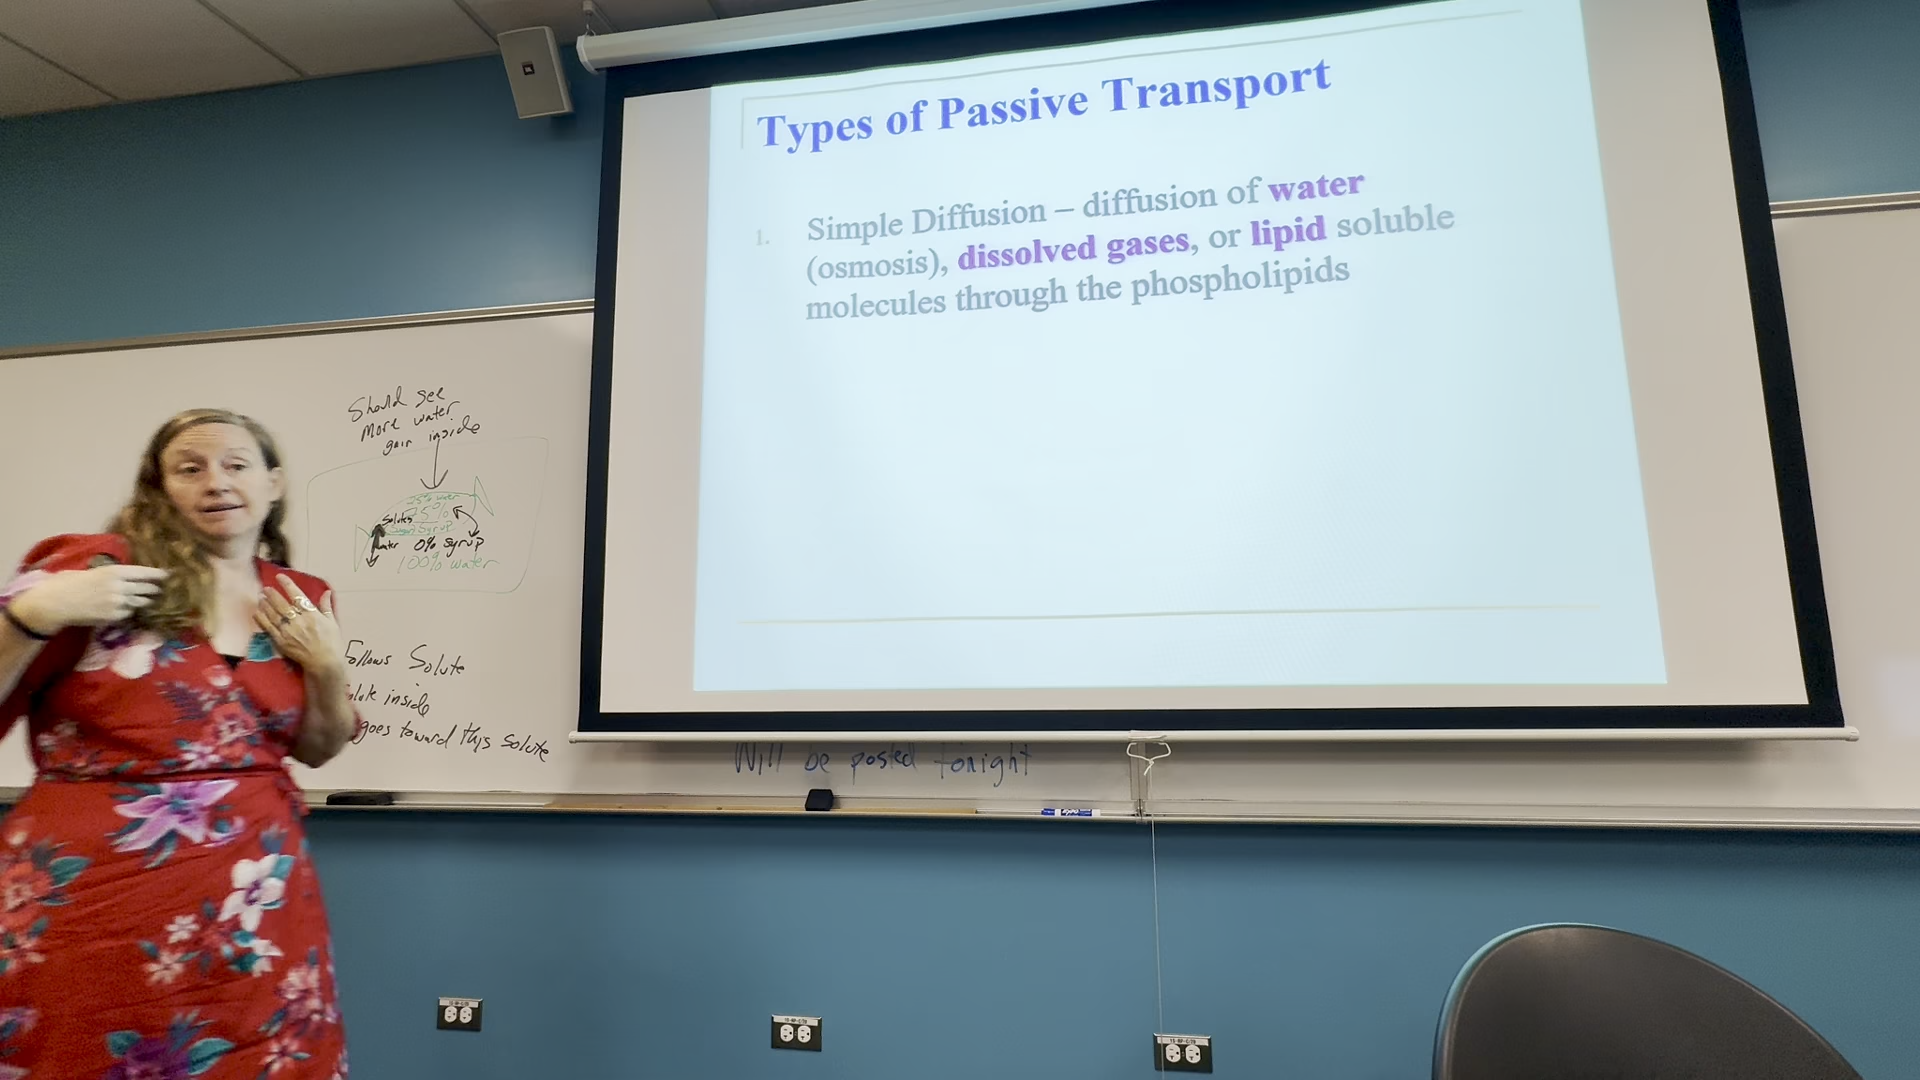 Types of Passive Transport
1. Simple Diffusion – diffusion of water
(osmosis), dissolved gases, or lipid soluble
molecules through the phospholipids
Should see
more water
gain inside
25% water
75%
Syrup
Solutes
water 0% syrup
100% water
Follows Solute
inside
goes toward this solute
Will be posted tonight
EXPO